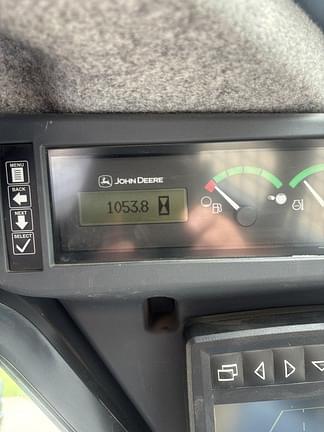 MENU
BACK
NEXT
SELECT
JOHN DEERE
1053.8